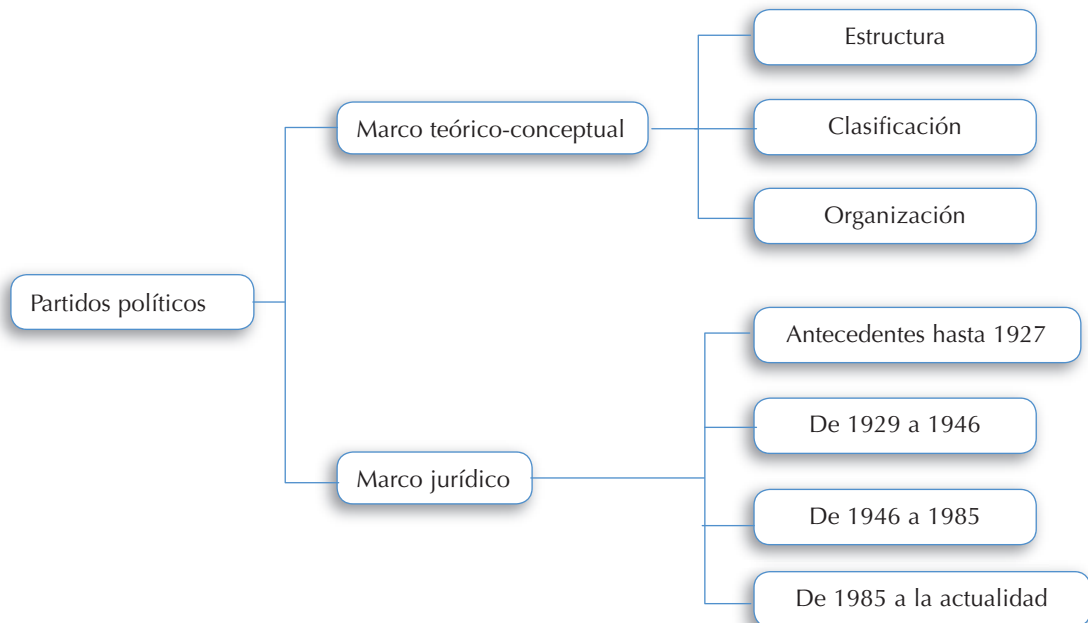 Partidos políticos
Marco teórico-conceptual
Estructura
Clasificación
Organización
Marco jurídico
Antecedentes hasta 1927
De 1929 a 1946
De 1946 a 1985
De 1985 a la actualidad